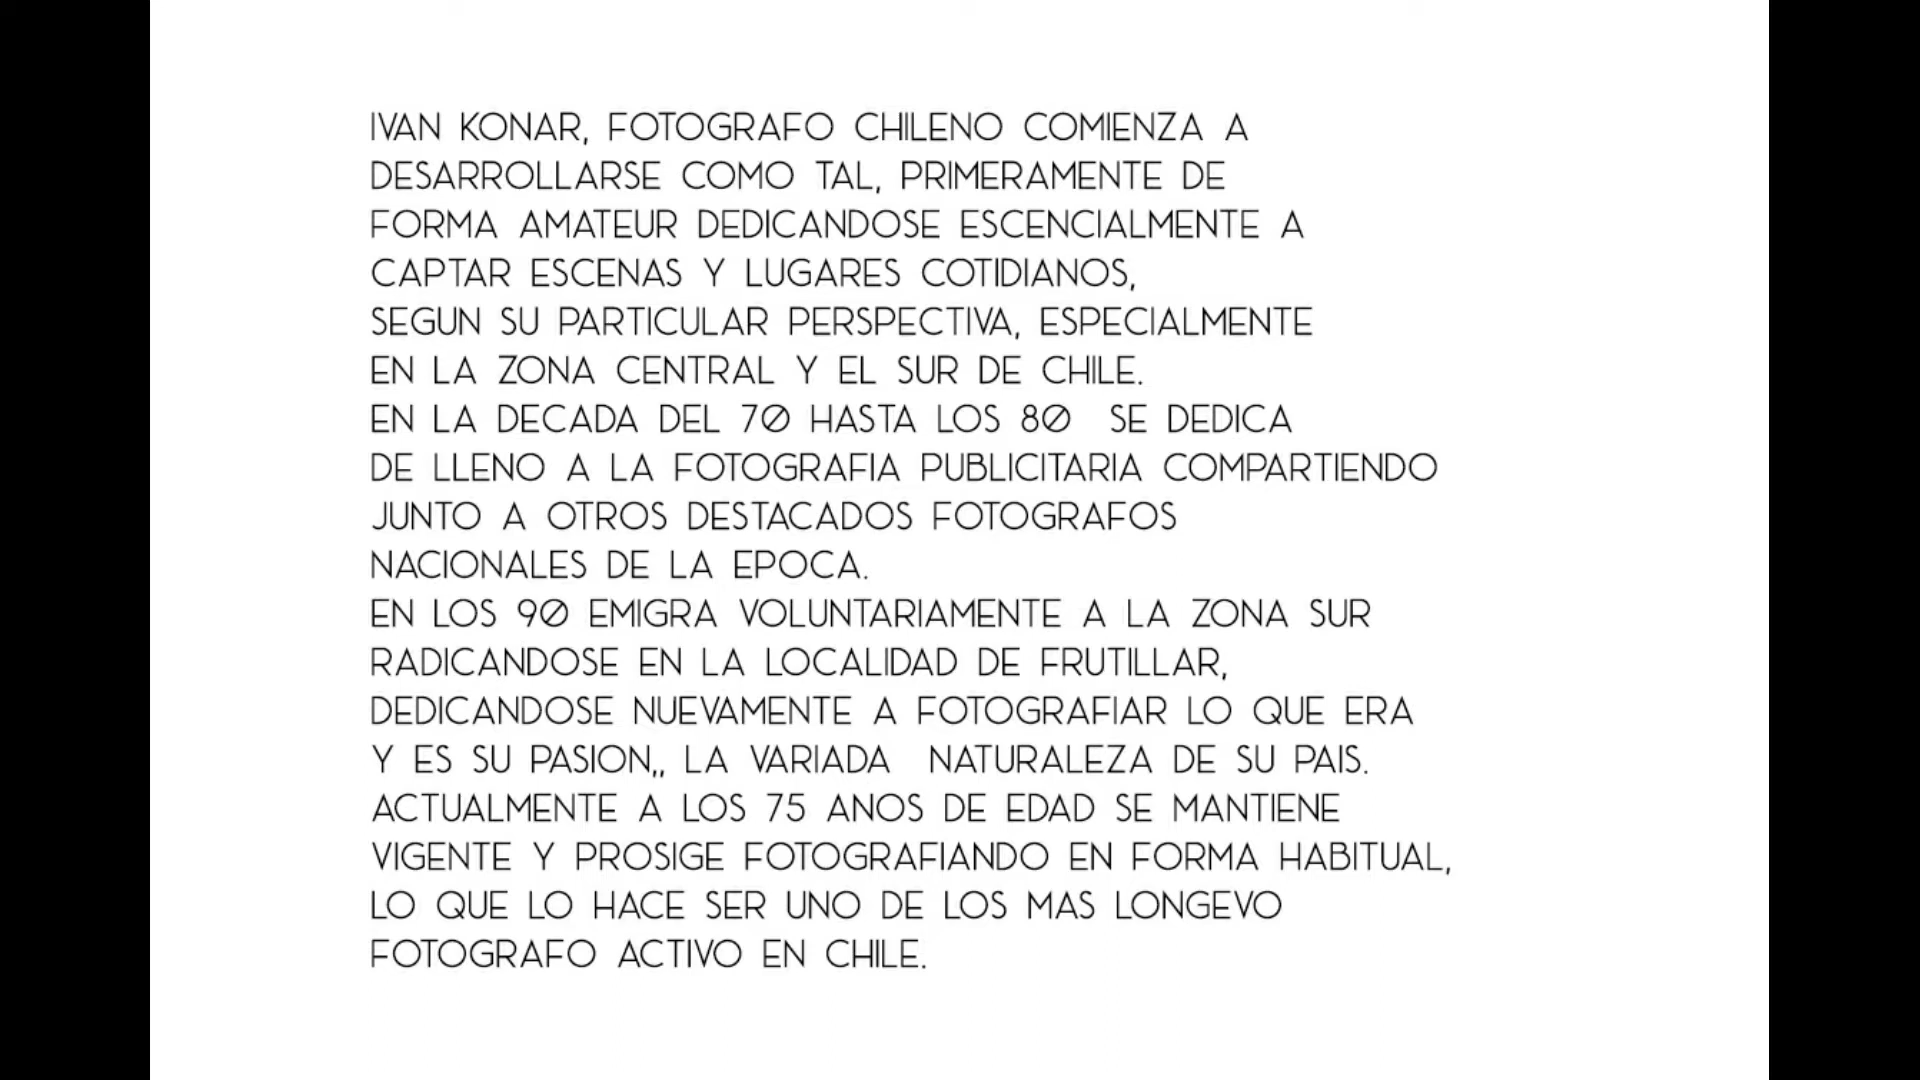 IVAN KONAR, FOTOGRAFO CHILENO COMIENZA A
DESARROLLARSE COMO TAL, PRIMERAMENTE DE
FORMA AMATEUR DEDICANDOSE ESCENCIALMENTE A
CAPTAR ESCENAS Y LUGARES COTIDIANOS,
SEGUN SU PARTICULAR PERSPECTIVA, ESPECIALMENTE
EN LA ZONA CENTRAL Y EL SUR DE CHILE.
EN LA DECADA DEL 70 HASTA LOS 80  SE DEDICA
DE LLENO A LA FOTOGRAFIA PUBLICITARIA COMPARTIENDO
JUNTO A OTROS DESTACADOS FOTOGRAFOS
NACIONALES DE LA EPOCA.
EN LOS 90 EMIGRA VOLUNTARIAMENTE A LA ZONA SUR
RADICANDOSE EN LA LOCALIDAD DE FRUTILLAR,
DEDICANDOSE NUEVAMENTE A FOTOGRAFIAR LO QUE ERA
Y ES SU PASION,, LA VARIADA  NATURALEZA DE SU PAIS.
ACTUALMENTE A LOS 75 ANOS DE EDAD SE MANTIENE
VIGENTE Y PROSIGE FOTOGRAFIANDO EN FORMA HABITUAL,
LO QUE LO HACE SER UNO DE LOS MAS LONGEVO
FOTOGRAFO ACTIVO EN CHILE.